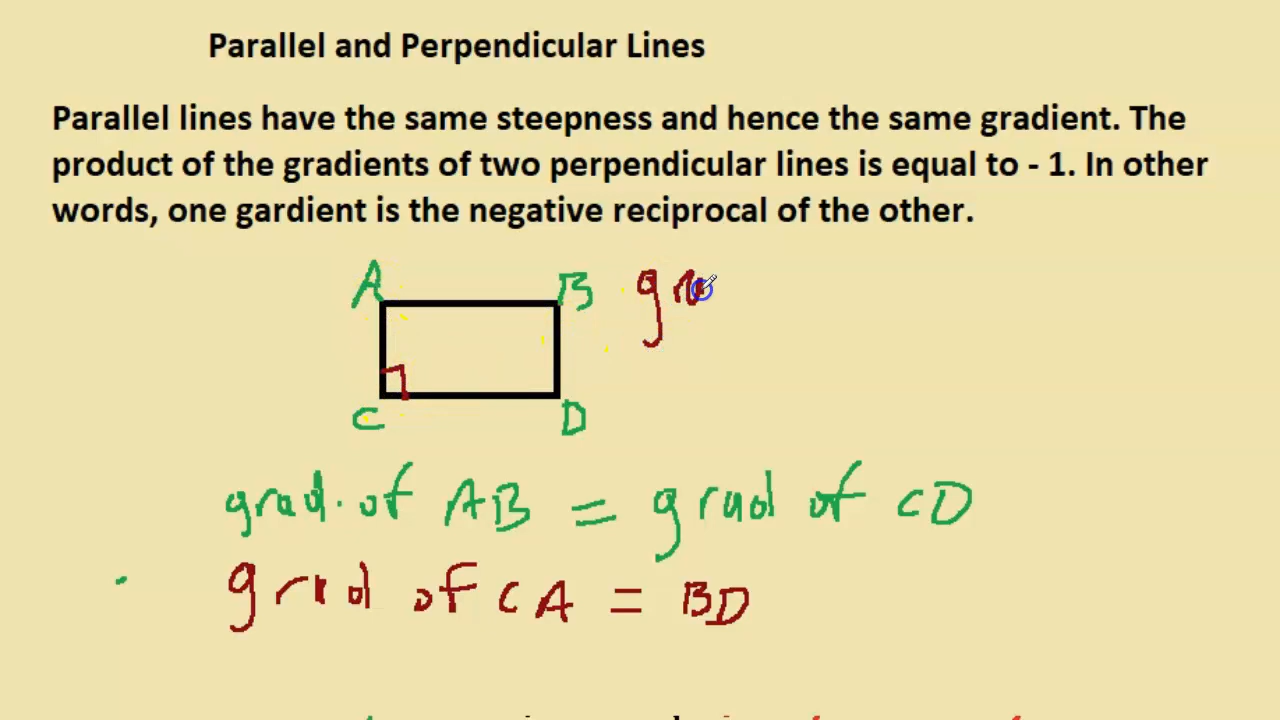 Parallel and Perpendicular Lines
Parallel lines have the same steepness and hence the same gradient. The
product of the gradients of two perpendicular lines is equal to - 1. In other
words, one gardient is the negative reciprocal of the other.
A B
C D
grad. of AB = grad of CD
grad of CA = BD